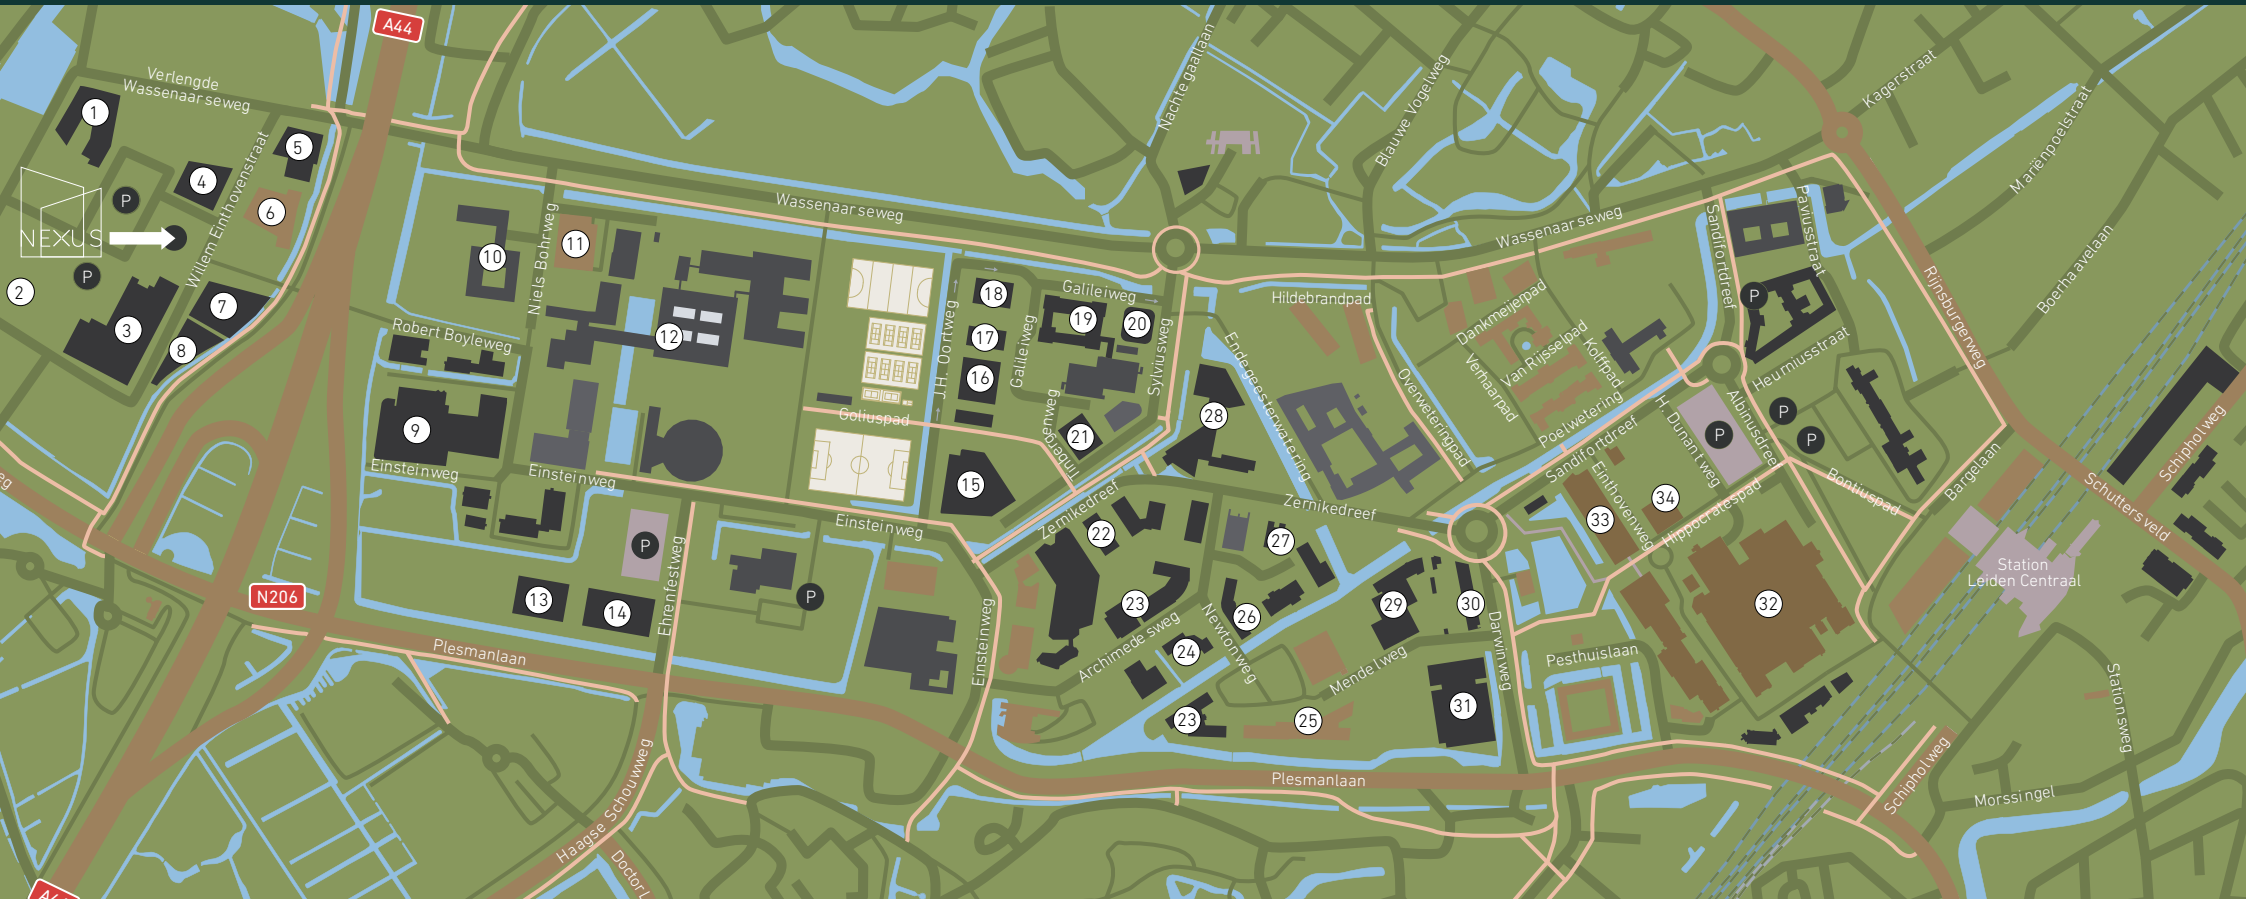 A44
Verlengde
Wassenaarseweg
1
5
4
6
P
Willem Einthovenstraat
NEXUS
P
2
3
7
8
Nachtegaallaan
Blauwe Vogelweg
Kagerstraat
Mariënpoelstraat
Boerhaavelaan
Wassenaarseweg
Wassenaarseweg
Sandifortdreef
Paviusstraat
Rijnsburgerweg
10
Niels Bohrweg
11
12
Robert Boyleweg
9
Einsteinweg
Einsteinweg
J.H. Oortweg
Galileiweg
Galileiweg
18
17
16
19
20
Sylviusweg
Goliuspad
Limbaugweg
21
15
28
Hildebrandpad
Endegeesterwatering
Overweteringpad
Dankmeijerpad
Van Rijsselpad
Verhaarpad
Kolffpad
Poelwetering
Sandifortdreef
P
Heurniusstraat
H. Dunantweg
Albinusdreef
P
P
P
Bontiuspad
Bargelaan
Schipholweg
Schuttersveld
Einthovenweg
Hippocratespad
34
33
32
Station
Leiden Centraal
Zernikedreef
Zernikedreef
Einsteinweg
P
Ehrenfestweg
P
13
14
N206
Plesmanlaan
Einsteinweg
22
27
23
26
Newtonweg
Archimedesweg
24
23
25
29
30
Darwinweg
Mendelweg
31
Pesthuislaan
Plesmanlaan
Haagse Schouwweg
Schipholweg
Morssingel
Stationsweg